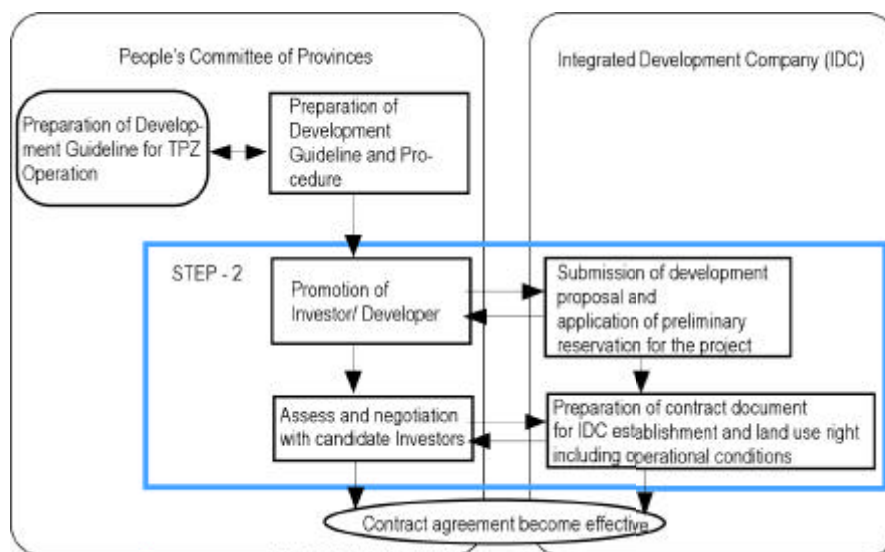 People's Committee of Provinces
Integrated Development Company (IDC)
Preparation of Develop-
ment Guideline for TPZ
Operation
Preparation of
Development
Guideline and Pro-
cedure
STEP - 2
Promotion of
Investor/ Developer
Submission of development
proposal and
application of preliminary
reservation for the project
Assess and negotiation
with candidate Investors
Preparation of contract document
for IDC establishment and land use right
including operational conditions
Contract agreement become effective